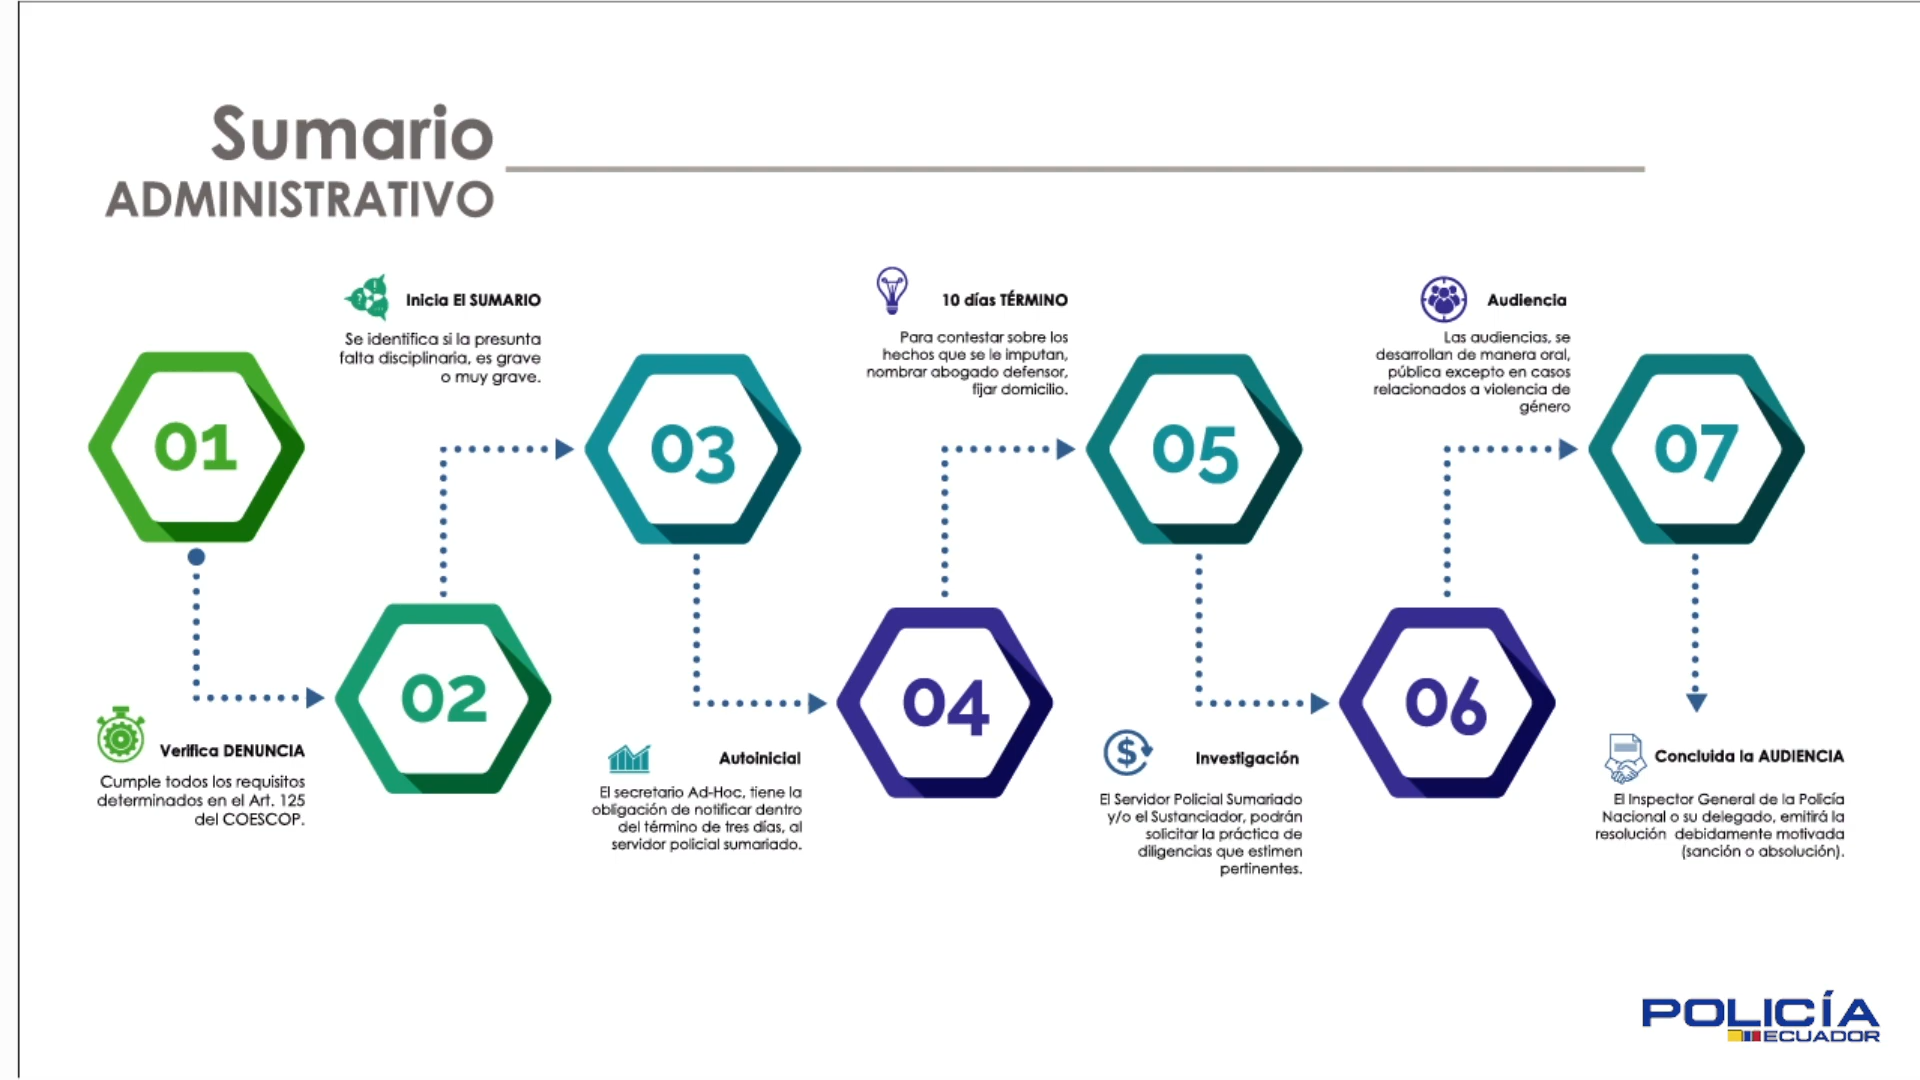 Sumario
ADMINISTRATIVO
01
Verifica DENUNCIA
Cumple todos los requisitos
determinados en el Art. 125
del COESCOP.
02
Inicia El SUMARIO
Se identifica si la presunta
falta disciplinaria, es grave
o muy grave.
03
Autoinicial
El secretario Ad-Hoc, tiene la
obligación de notificar dentro
del término de tres días, al
servidor policial sumariado.
04
10 días TÉRMINO
Para contestar sobre los
hechos que se le imputan,
nombrar abogado defensor,
fijar domicilio.
05
Investigación
El Servidor Policial Sumariado
y/o el Sustanciador, podrán
solicitar la práctica de
diligencias que estimen
pertinentes.
06
Audiencia
Las audiencias, se
desarrollan de manera oral,
pública excepto en casos
relacionados a violencia de
género
07
Concluida la AUDIENCIA
El Inspector General de la Policía
Nacional o su delegado, emitirá la
resolución debidamente motivada
(sanción o absolución).
POLICÍA
ECUADOR